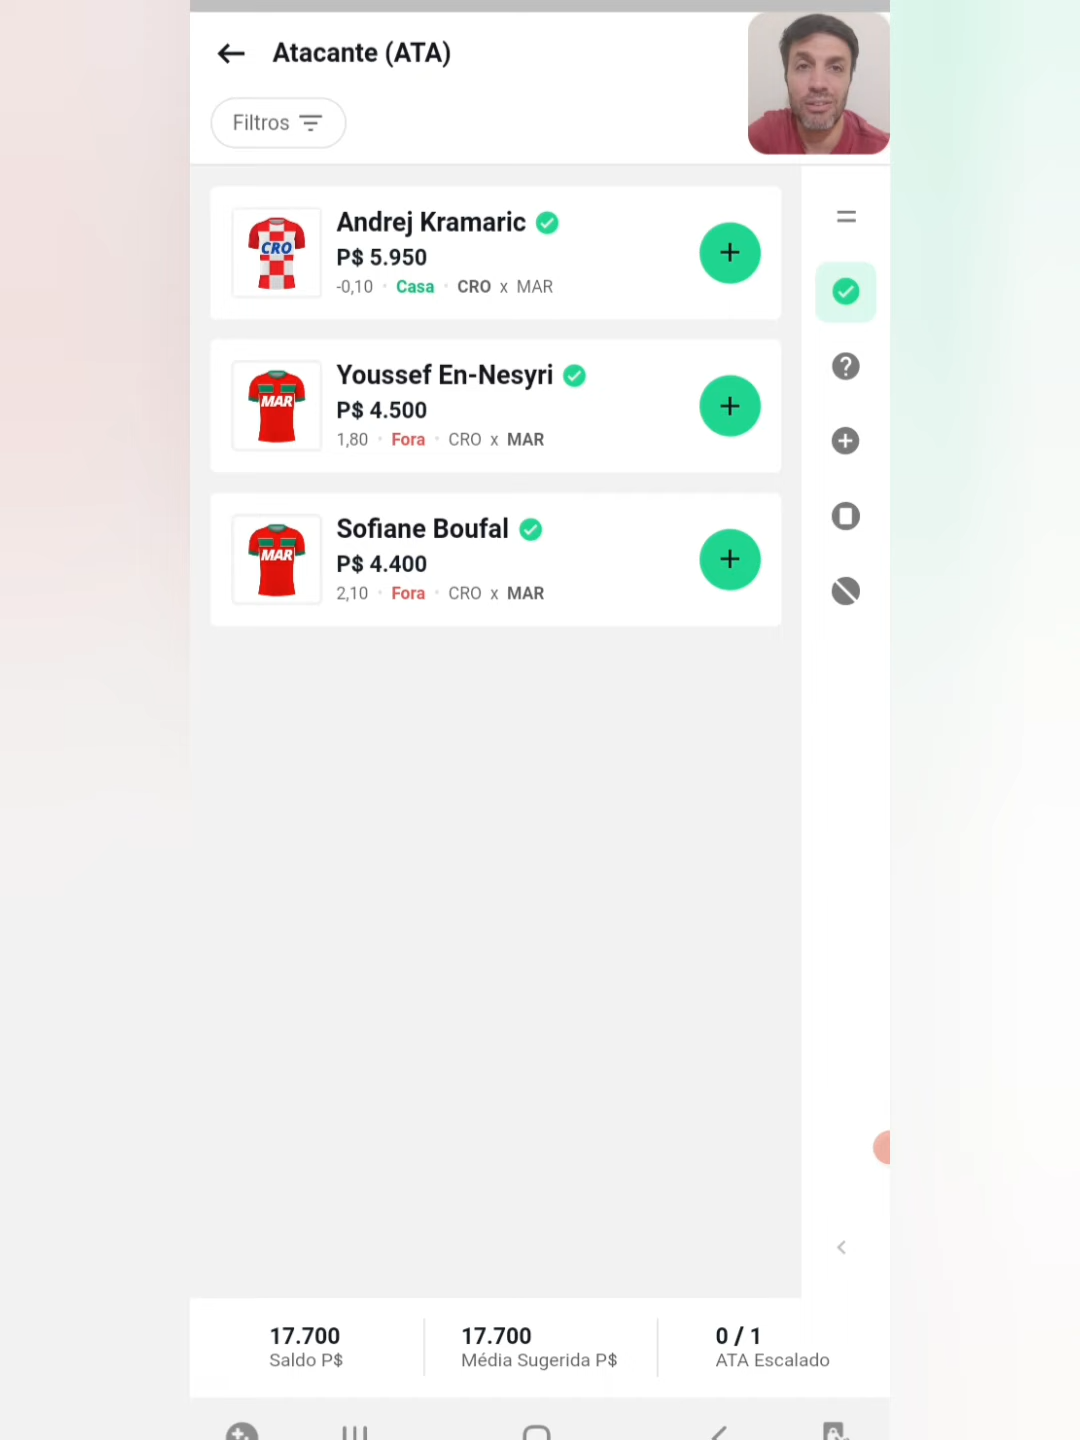 Atacante (ATA)
Filtros
CRO
Andrej Kramaric
P$ 5.950
-0,10 · Casa · CRO x MAR
MAR
Youssef En-Nesyri
P$ 4.500
1,80 · Fora · CRO x MAR
MAR
Sofiane Boufal
P$ 4.400
2,10 · Fora · CRO x MAR
17.700
Saldo P$
17.700
Média Sugerida P$
0 / 1
ATA Escalado